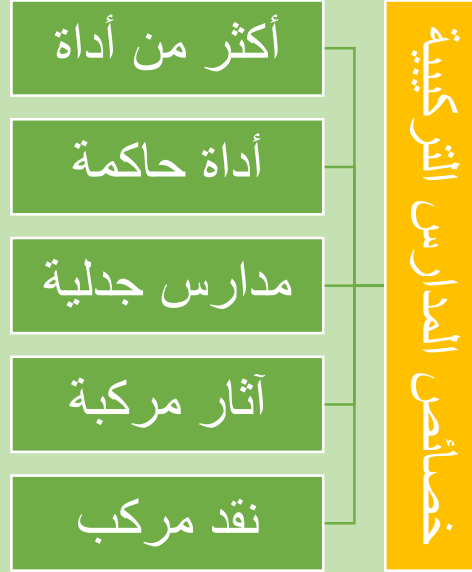 خصائص المدارس التركيبية
أكثر من أداة
أداة حاكمة
مدارس جدلية
آثار مركبة
نقد مركب